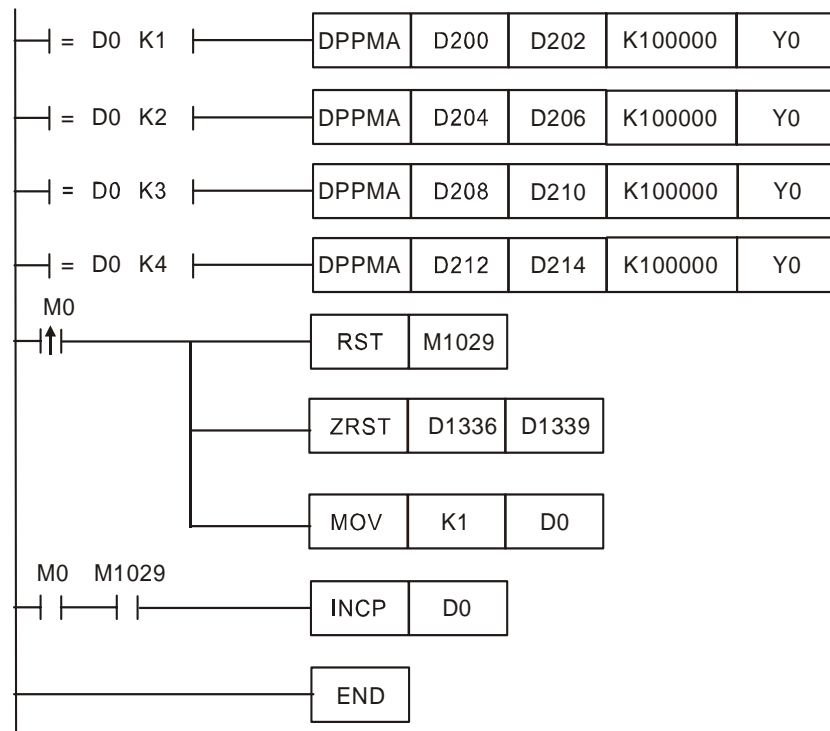 = D0 K1 DPPMA D200 D202 K100000 Y0
= D0 K2 DPPMA D204 D206 K100000 Y0
= D0 K3 DPPMA D208 D210 K100000 Y0
= D0 K4 DPPMA D212 D214 K100000 Y0
M0
RST M1029
ZRST D1336 D1339
MOV K1 D0
M0 M1029
INCP D0
END